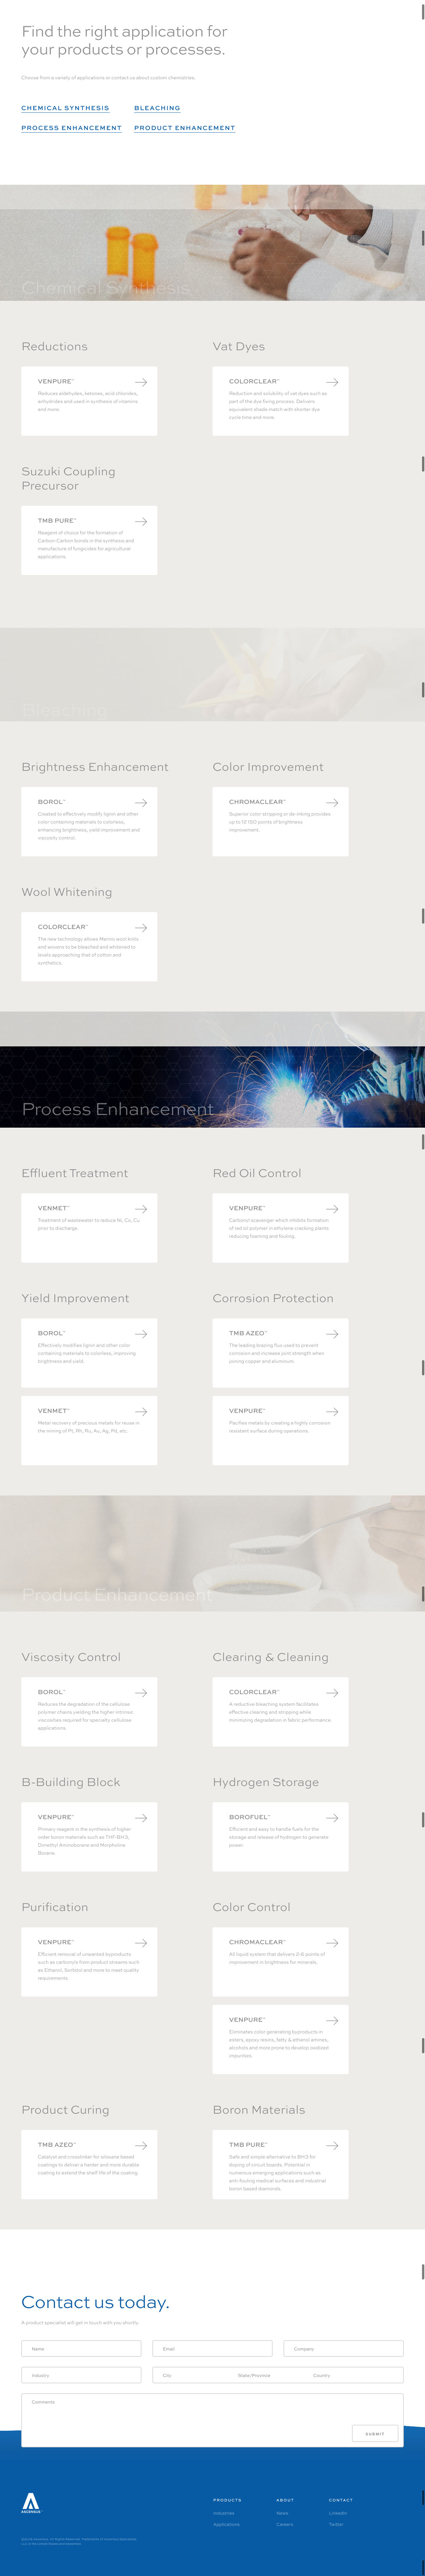 Find the right application for
your products or processes.
Choose from a variety of applications or contact us about custom chemistries.
CHEMICAL SYNTHESIS
BLEACHING
PROCESS ENHANCEMENT
PRODUCT ENHANCEMENT
Chemical Synthesis
Reductions
VENPURE™
Reduces aldehydes, ketones, acid chlorides,
anhydrides and used in synthesis of vitamins
and more.
Vat Dyes
COLORCLEAR™
Reduction and solubility of vat dyes such as
part of the dye fixing process. Delivers
equivalent shade match with shorter dye
cycle time and more.
Suzuki Coupling
Precursor
TMB PURE™
Reagent of choice for the formation of
Carbon-Carbon bonds in the synthesis and
manufacture of fungicides for agricultural
applications.
Bleaching
Brightness Enhancement
BOROL™
Created to effectively modify lignin and other
color containing materials to colorless,
enhancing brightness, yield improvement and
viscosity control.
Color Improvement
CHROMACLEAR™
Superior color stripping or de-inking provides
up to 12 ISO points of brightness
improvement.
Wool Whitening
COLORCLEAR™
The new technology allows Merino wool knits
and wovens to be bleached and whitened to
levels approaching that of cotton and
synthetics.
Process Enhancement
Effluent Treatment
VENMET™
Treatment of wastewater to reduce Ni, Co, Cu
prior to discharge.
Red Oil Control
VENPURE™
Carbonyl scavenger which inhibits formation
of red oil polymer in ethylene cracking plants
reducing foaming and fouling.
Yield Improvement
BOROL™
Effectively modifies lignin and other color
containing materials to colorless, improving
brightness and yield.
VENMET™
Metal recovery of precious metals for reuse in
the mining of Pt, Rh, Ru, Au, Ag, Pd, etc.
Corrosion Protection
TMB AZEO™
The leading brazing flux used to prevent
corrosion and increase joint strength when
joining copper and aluminum.
VENPURE™
Pacifies metals by creating a highly corrosion
resistant surface during operations.
Product Enhancement
Viscosity Control
BOROL™
Reduces the degradation of the cellulose
polymer chains yielding the higher intrinsic
viscosities required for specialty cellulose
applications.
Clearing & Cleaning
COLORCLEAR™
A reductive bleaching system facilitates
effective clearing and stripping while
minimizing degradation in fabric performance.
B-Building Block
VENPURE™
Primary reagent in the synthesis of higher
order boron materials such as THF-BH3,
Dimethyl Aminoborane and Morpholine
Borane.
Hydrogen Storage
BOROFUEL™
Efficient and easy to handle fuels for the
storage and release of hydrogen to generate
power.
Purification
VENPURE™
Efficient removal of unwanted byproducts
such as carbonyls from product streams such
as Ethanol, Sorbitol and more to meet quality
requirements.
Color Control
CHROMACLEAR™
All liquid system that delivers 2-6 points of
improvement in brightness for minerals.
VENPURE™
Eliminates color generating byproducts in
esters, epoxy resins, fatty & ethanol amines,
alcohols and more prone to develop oxidized
impurities.
Product Curing
TMB AZEO™
Catalyst and crosslinker for siloxane based
coatings to deliver a harder and more durable
coating to extend the shelf life of the coating.
Boron Materials
TMB PURE™
Safe and simple alternative to BH3 for
doping of circuit boards. Potential in
numerous emerging applications such as
anti-fouling medical surfaces and industrial
boron based diamonds.
Contact us today.
A product specialist will get in touch with you shortly.
Name
Email
Company
Industry
City
State/Province
Country
Comments
SUBMIT
ASCENSUS™
PRODUCTS
Industries
Applications
ABOUT
News
Careers
CONTACT
LinkedIn
Twitter